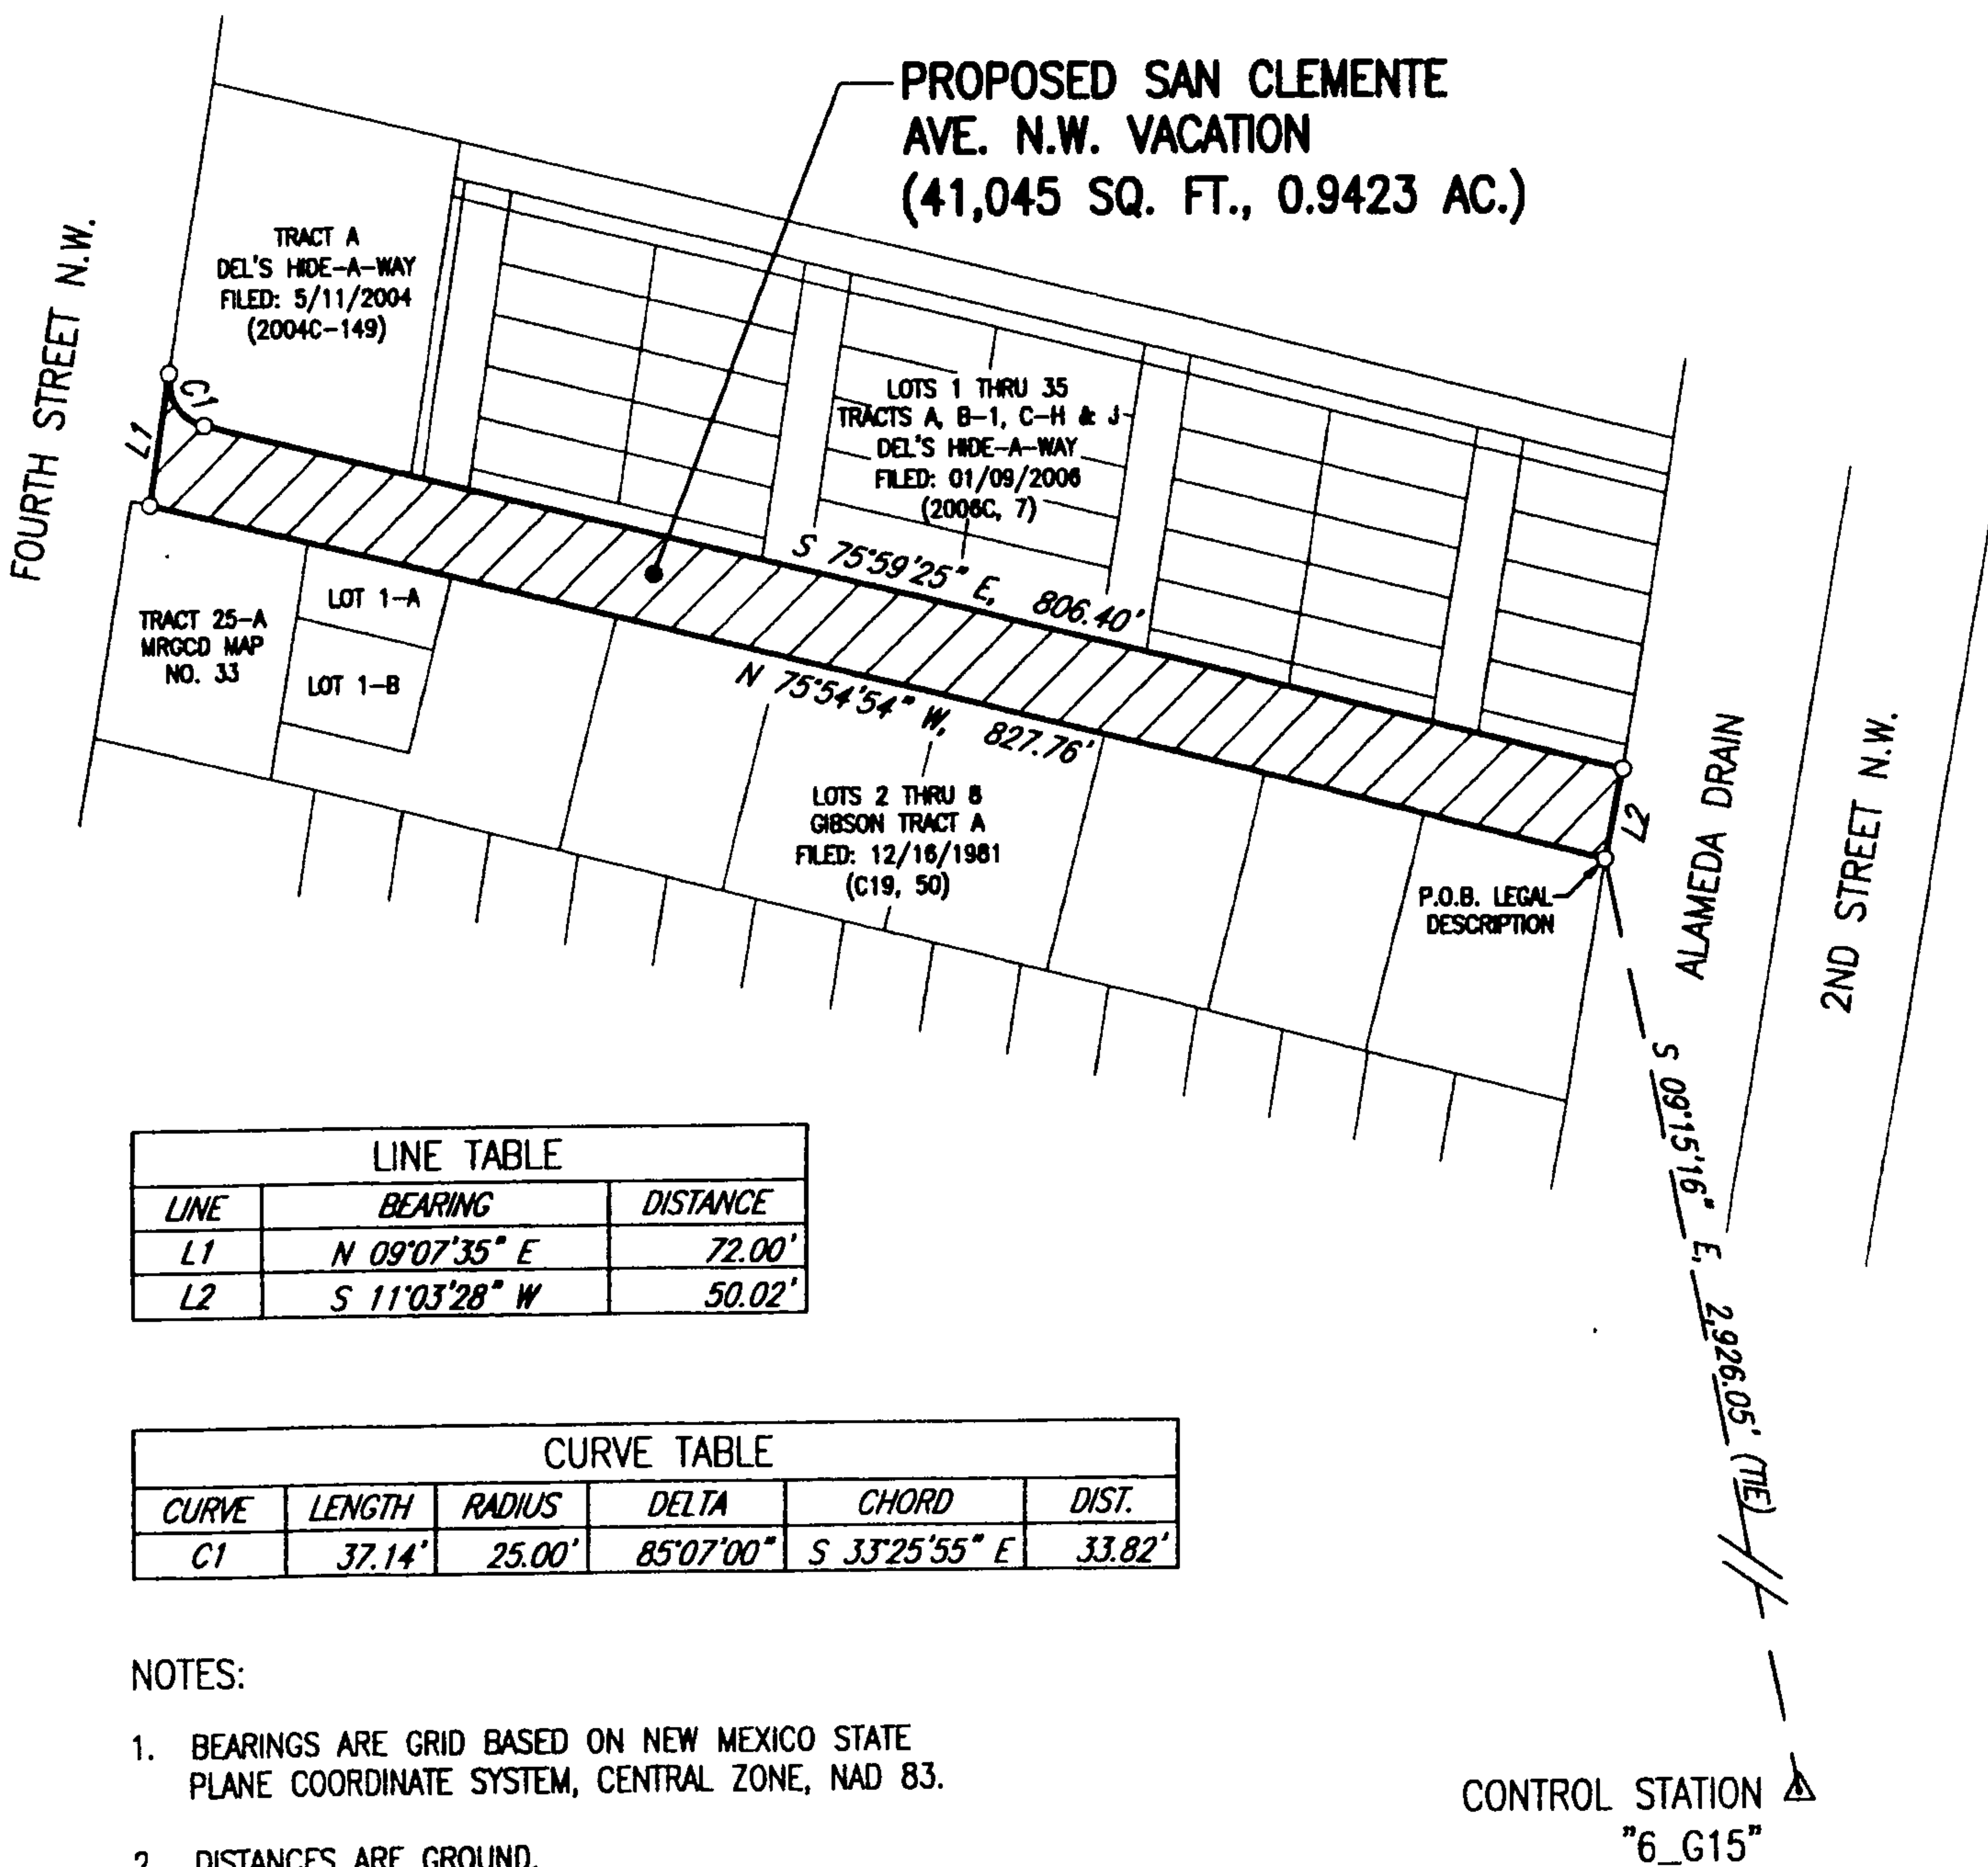 PROPOSED SAN CLEMENTE
AVE. N.W. VACATION
(41,045 SQ. FT., 0.9423 AC.)
FOURTH STREET N.W.
TRACT A
DEL'S HIDE-A-WAY
FILED: 5/11/2004
(2004C-149)
C1
L1
LOTS 1 THRU 35
TRACTS A, B-1, C-H & J
DEL'S HIDE-A-WAY
FILED: 01/09/2006
(2006C, 7)
S 75°59'25" E, 806.40'
N 75°54'54" W, 827.76'
TRACT 25-A
MRGCD MAP
NO. 33
LOT 1-A
LOT 1-B
LOTS 2 THRU 8
GIBSON TRACT A
FILED: 12/16/1981
(C19, 50)
L2
P.O.B. LEGAL
DESCRIPTION
ALAMEDA DRAIN
2ND STREET N.W.
S 09°15'16" E, 2,926.05' (TIE)
LINE TABLE
LINE BEARING DISTANCE
L1 N 09°07'35" E 72.00'
L2 S 11°03'28" W 50.02'
CURVE TABLE
CURVE LENGTH RADIUS DELTA CHORD DIST.
C1 37.14' 25.00' 85°07'00" S 33°25'55" E 33.82'
NOTES:
1. BEARINGS ARE GRID BASED ON NEW MEXICO STATE
PLANE COORDINATE SYSTEM, CENTRAL ZONE, NAD 83.
2. DISTANCES ARE GROUND.
CONTROL STATION
"6_G15"